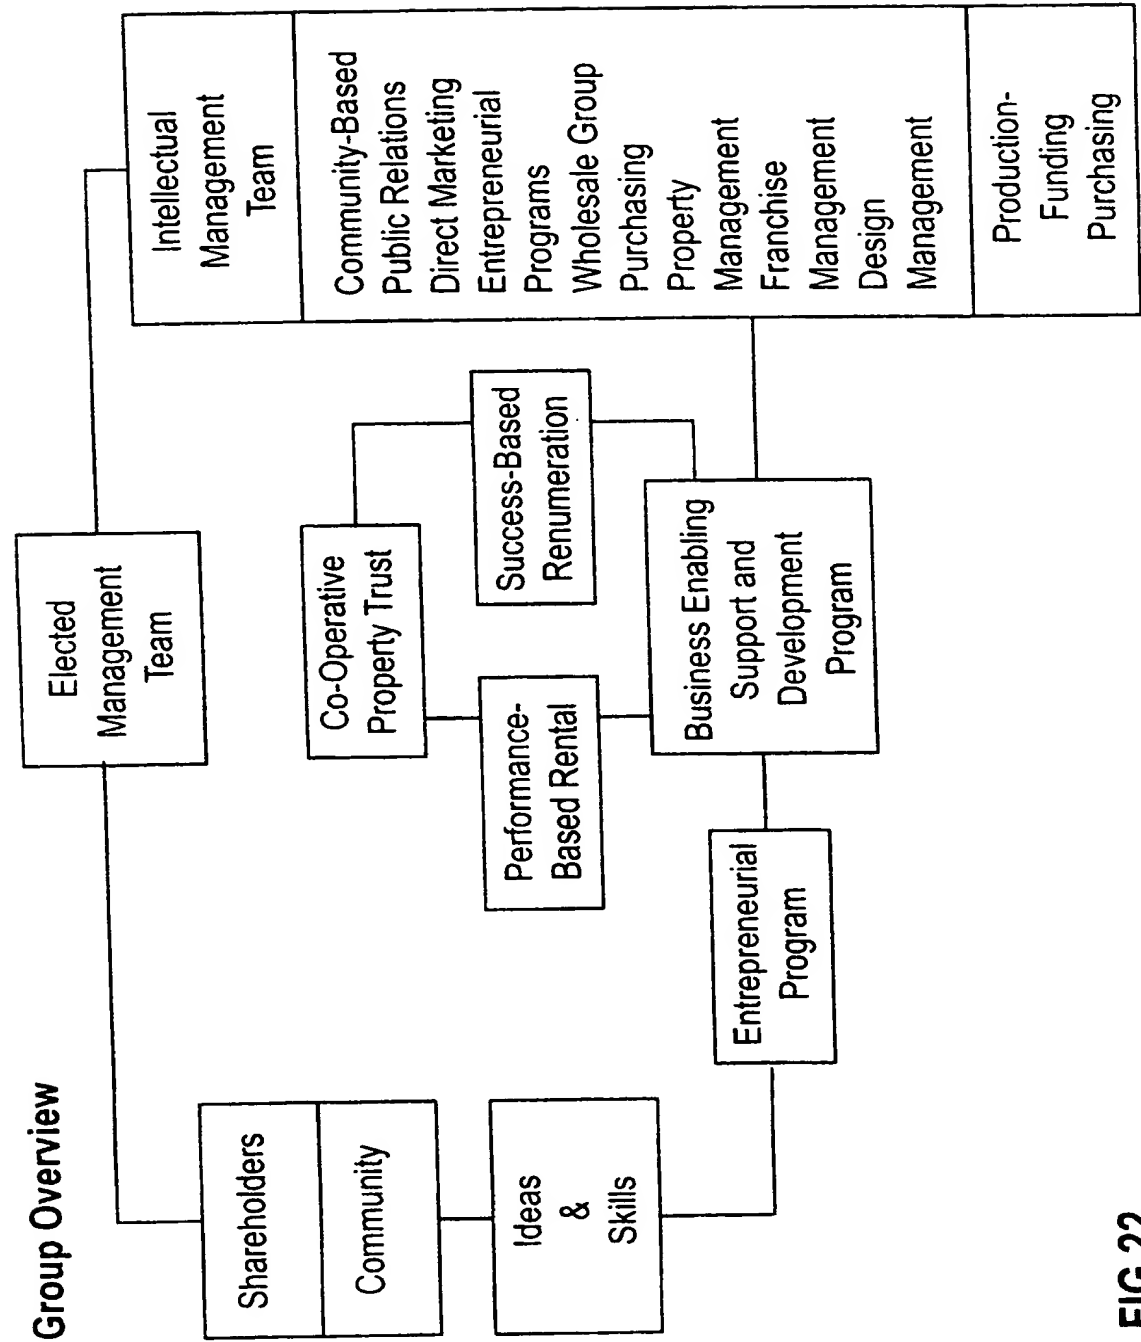 Group Overview
Elected
Management
Team
Intellectual
Management
Team
Shareholders
Community
Co-Operative
Property Trust
Community-Based
Public Relations
Direct Marketing
Entrepreneurial
Programs
Wholesale Group
Purchasing
Property
Management
Franchise
Management
Design
Management
Performance-
Based Rental
Success-Based
Renumeration
Ideas
&
Skills
Business Enabling
Support and
Development
Program
Entrepreneurial
Program
Production-
Funding
Purchasing
FIG 22